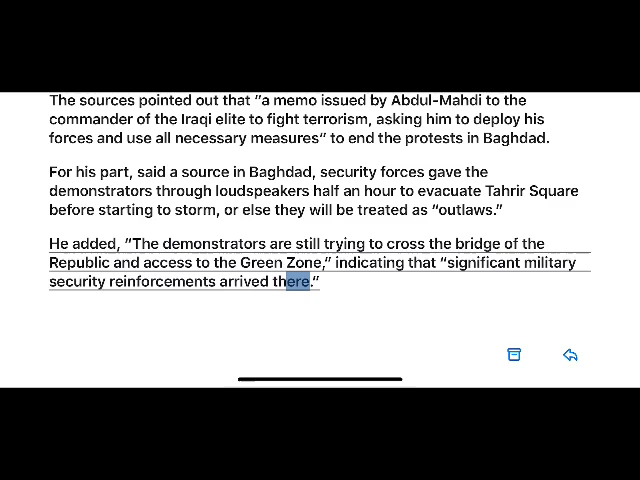 The sources pointed out that “a memo issued by Abdul-Mahdi to the
commander of the Iraqi elite to fight terrorism, asking him to deploy his
forces and use all necessary measures” to end the protests in Baghdad.
For his part, said a source in Baghdad, security forces gave the
demonstrators through loudspeakers half an hour to evacuate Tahrir Square
before starting to storm, or else they will be treated as “outlaws.”
He added, “The demonstrators are still trying to cross the bridge of the
Republic and access to the Green Zone,” indicating that “significant military
security reinforcements arrived there.”